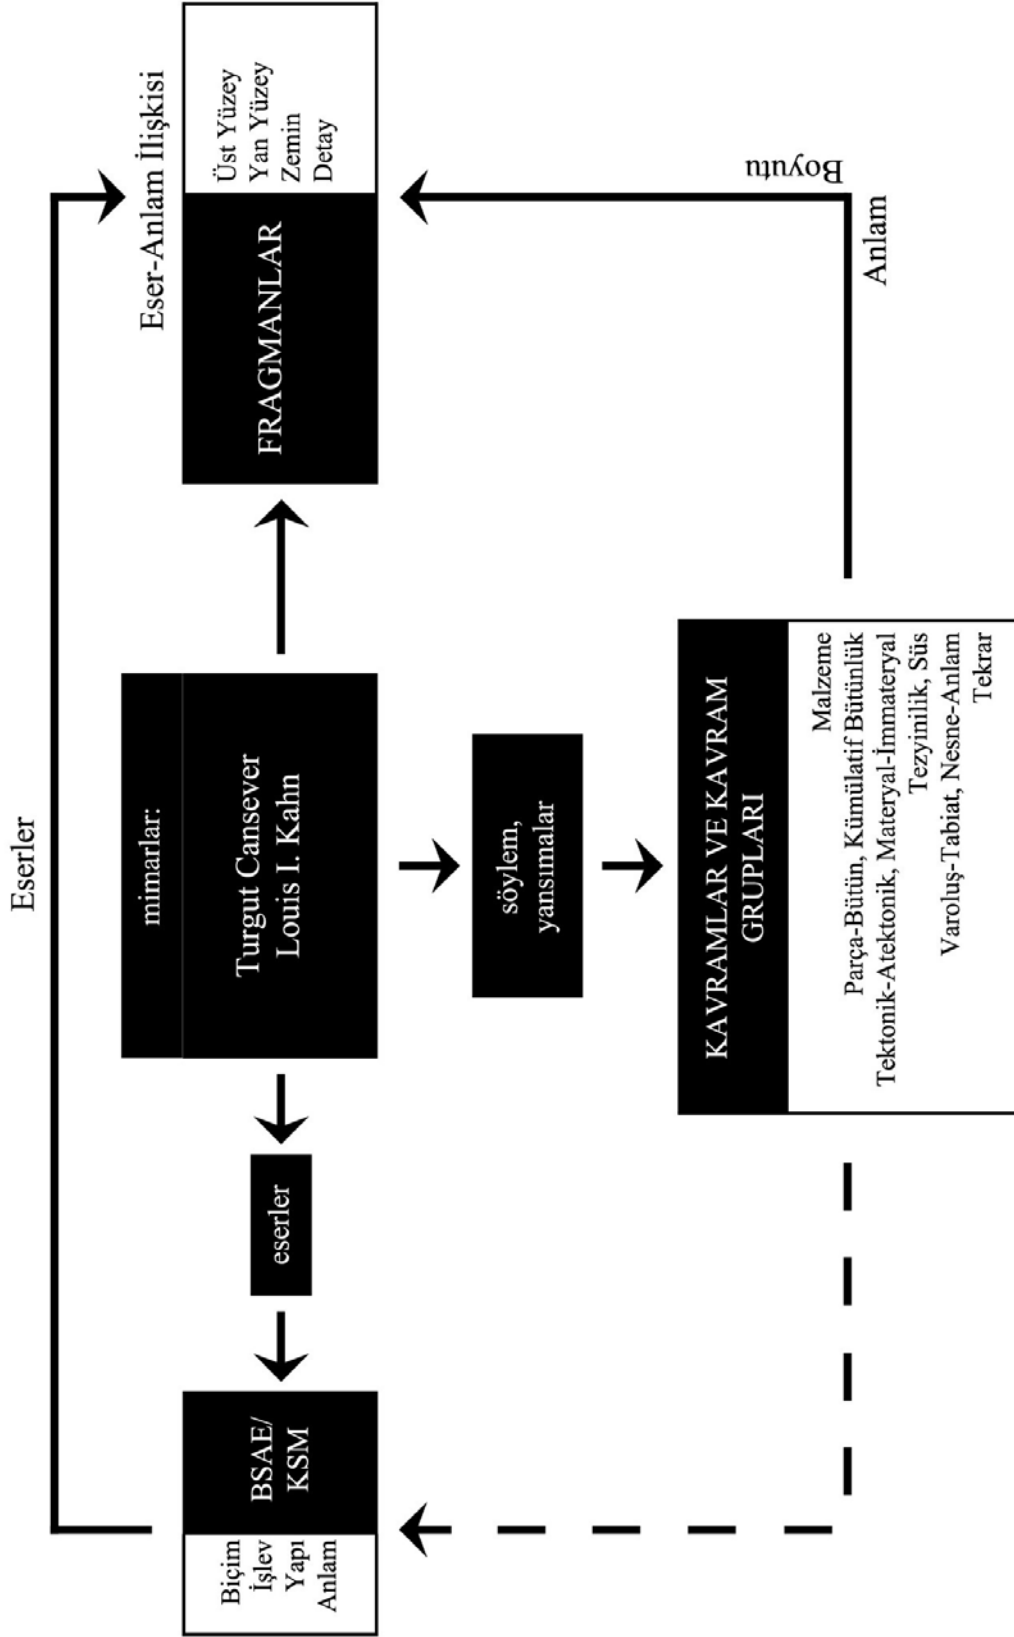 Eserler
Eser-Anlam İlişkisi
Biçim
İşlev
Yapı
Anlam
BSAE/
KSM
eserler
mimarlar:
Turgut Cansever
Louis I. Kahn
FRAGMANLAR
Üst Yüzey
Yan Yüzey
Zemin
Detay
söylem,
yansımalar
KAVRAMLAR VE KAVRAM
GRUPLARI
Malzeme
Parça-Bütün, Kümülatif Bütünlük
Tektonik-Atektonik, Materyal-İmmateryal
Tezyinilik, Süs
Varoluş-Tabiat, Nesne-Anlam
Tekrar
Anlam
Boyutu